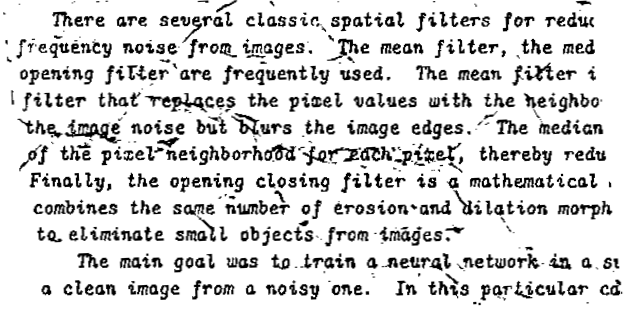 There are several classic spatial filters for reduc
frequency noise from images. The mean filter, the med
opening filter are frequently used. The mean filter i
filter that replaces the pixel values with the neighbo
the image noise but blurs the image edges. The median
of the pixel neighborhood for each pixel, thereby redu
Finally, the opening closing filter is a mathematical
combines the same number of erosion and dilation morph
to eliminate small objects from images.
The main goal was to train a neural network in a su
a clean image from a noisy one. In this particular ca